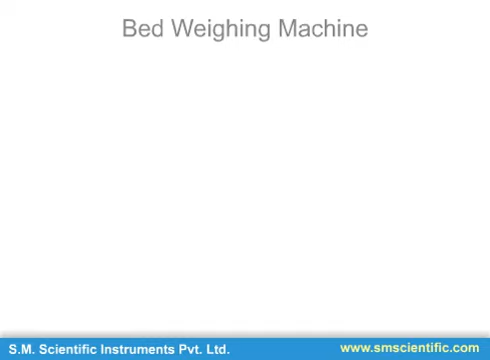 Bed Weighing Machine
S.M. Scientific Instruments Pvt. Ltd. www.smscientific.com